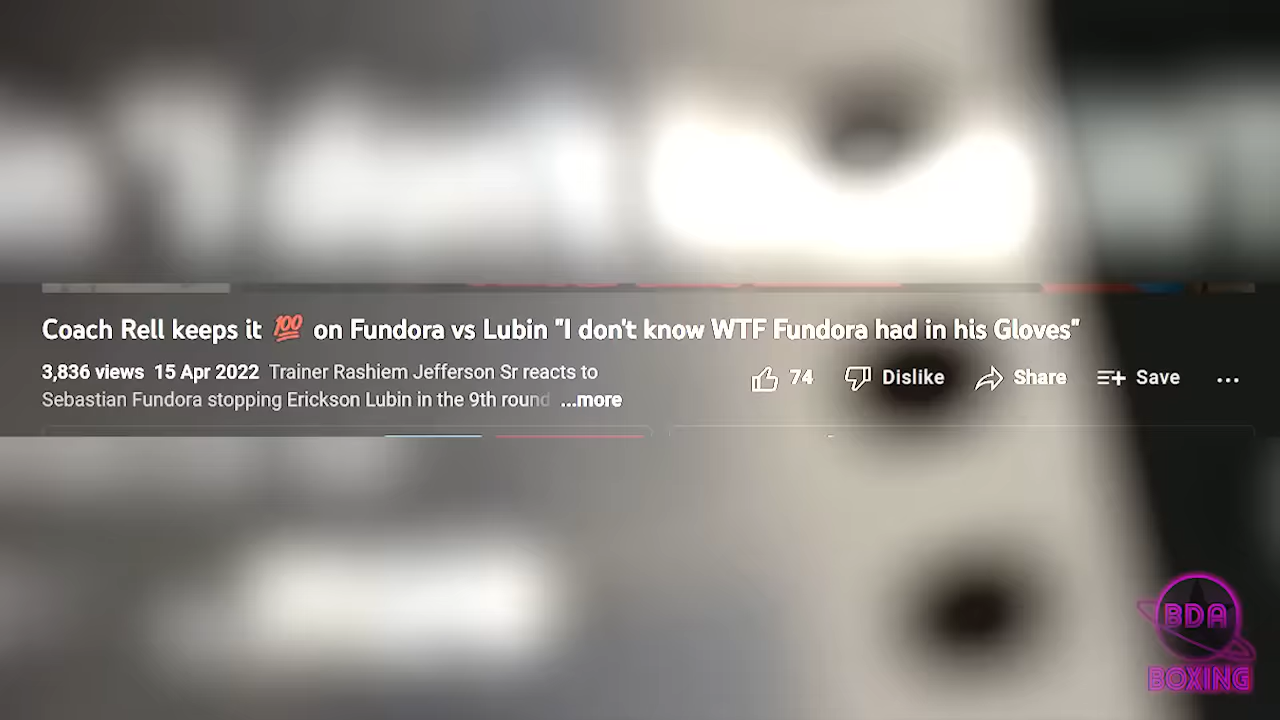 Coach Rell keeps it 💯 on Fundora vs Lubin "I don't know WTF Fundora had in his Gloves"
3,836 views 15 Apr 2022 Trainer Rashiem Jefferson Sr reacts to
Sebastian Fundora stopping Erickson Lubin in the 9th round ...more
74 Dislike Share Save ...
BDA
BOXING